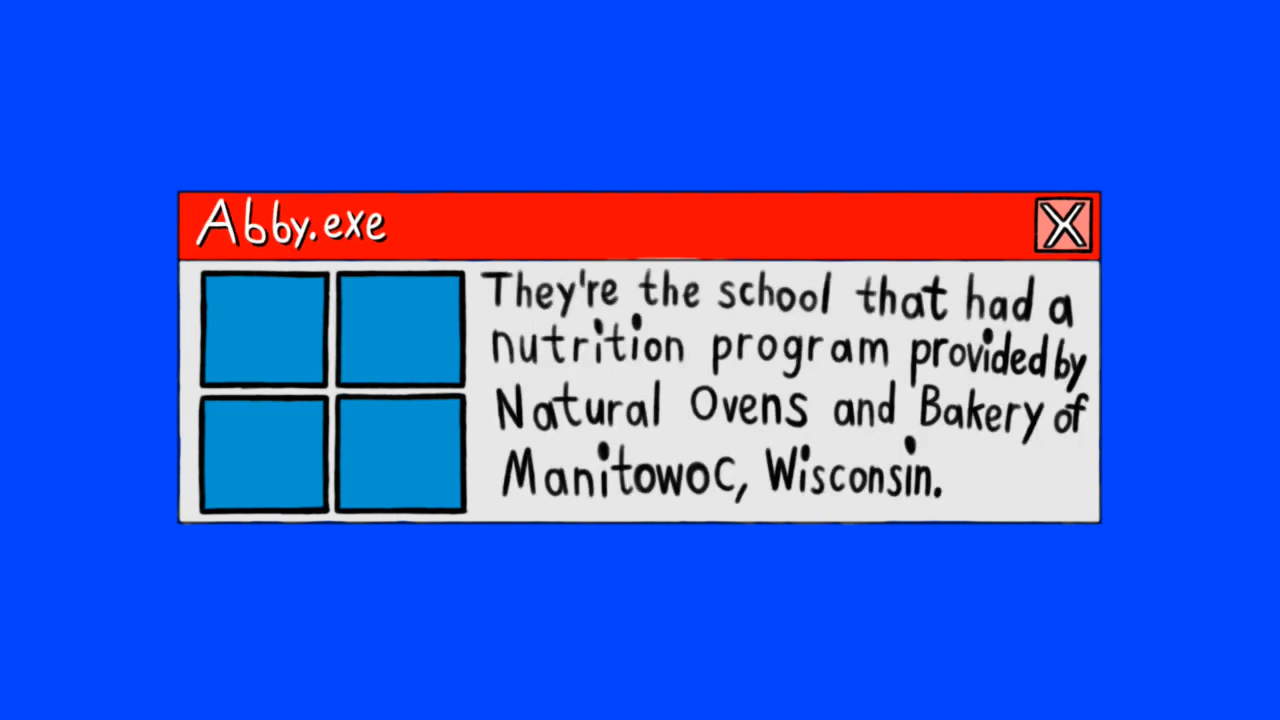 Abby.exe
X
They're the school that had a
nutrition program provided by
Natural Ovens and Bakery of
Manitowoc, Wisconsin.